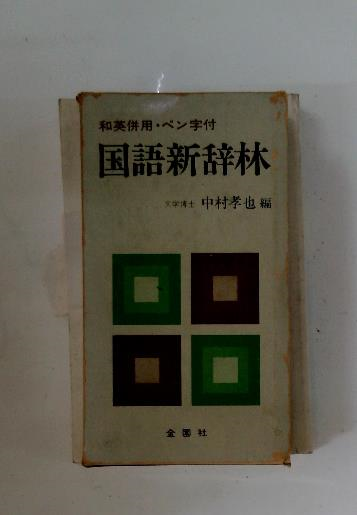 和英併用・ペン字付
国語新辞林
文学博士 中村孝也 編
金園社